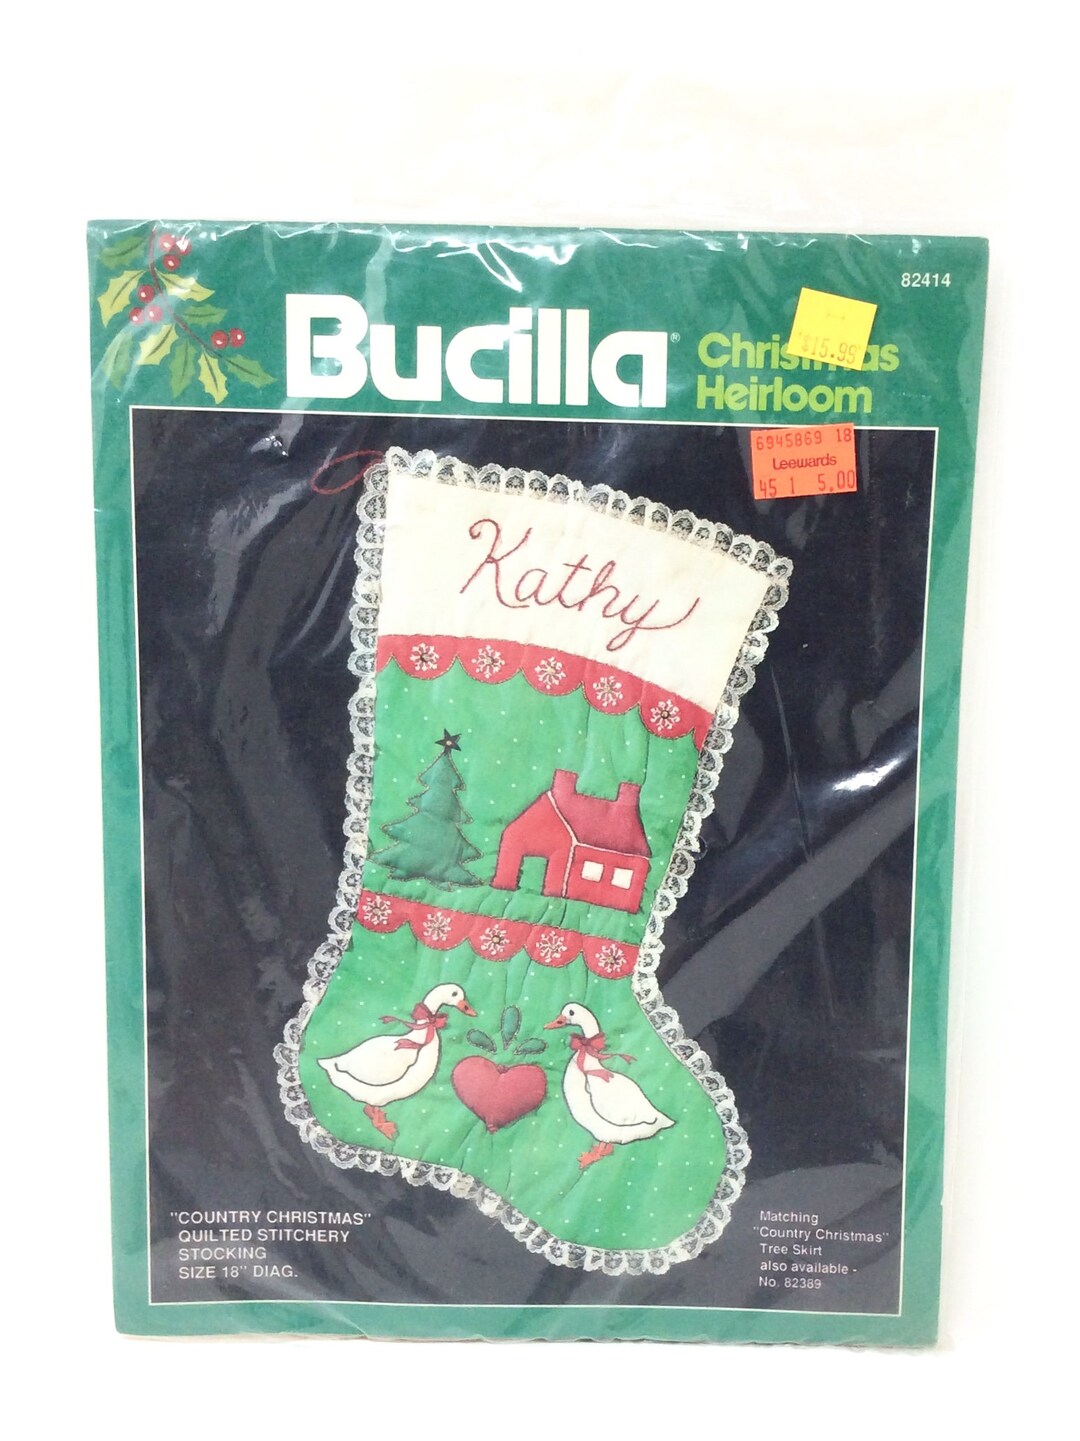 82414
Bucilla®
Christmas
Heirloom
$15.99
6945869 18
Leewards
45 1 5.00
Kathy
"COUNTRY CHRISTMAS"
QUILTED STITCHERY
STOCKING
SIZE 18" DIAG.
Matching
"Country Christmas"
Tree Skirt
also available -
No. 82389